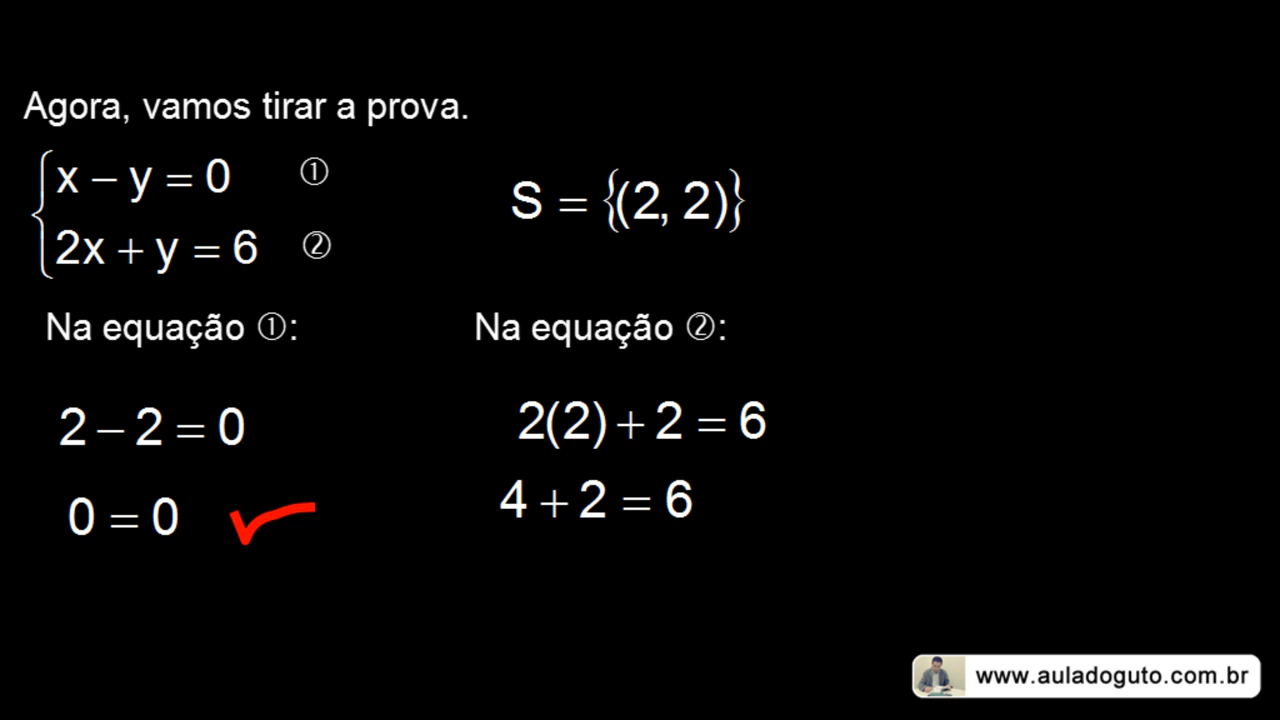 Agora, vamos tirar a prova.
x − y = 0 ①
2x + y = 6 ②
S = {(2, 2)}
Na equação ①:
2 − 2 = 0
0 = 0
Na equação ②:
2(2) + 2 = 6
4 + 2 = 6
www.auladoguto.com.br